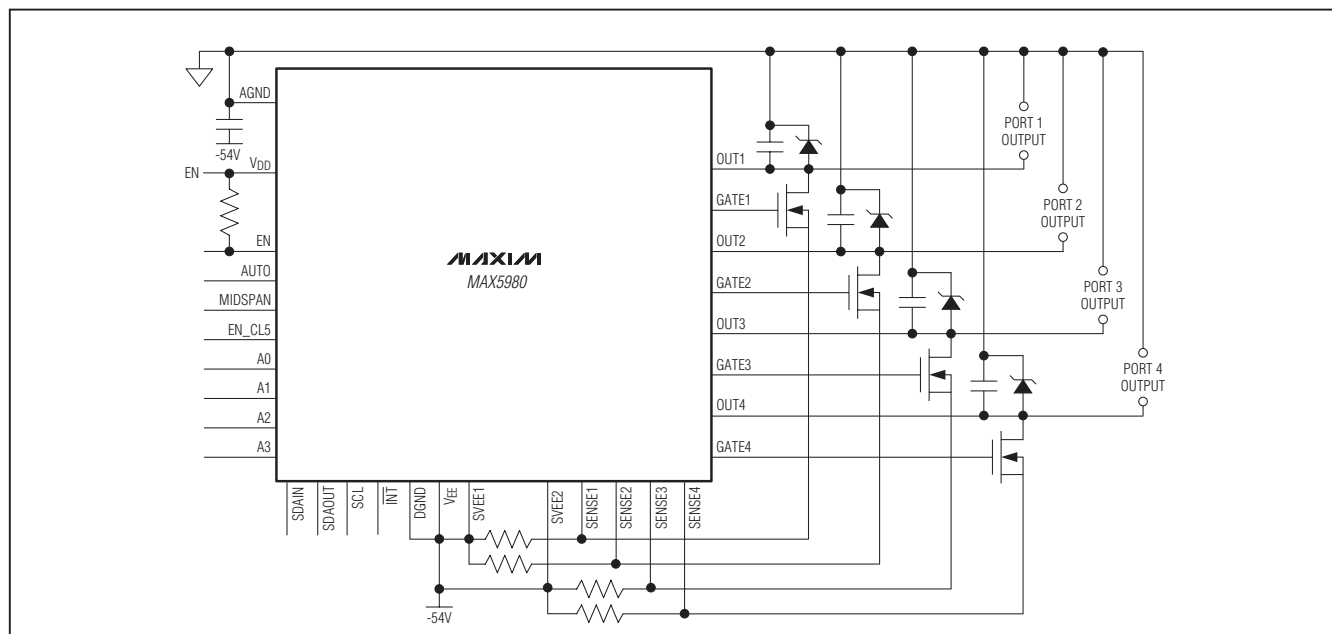 AGND
-54V
VDD
EN
EN
AUTO
MIDSPAN
EN_CL5
A0
A1
A2
A3
MAXIM
MAX5980
OUT1
GATE1
OUT2
GATE2
OUT3
GATE3
OUT4
GATE4
PORT 1
OUTPUT
PORT 2
OUTPUT
PORT 3
OUTPUT
PORT 4
OUTPUT
SDAIN
SDAOUT
SCL
INT
DGND
VEE
SVEE1
SVEE2
SENSE1
SENSE2
SENSE3
SENSE4
-54V